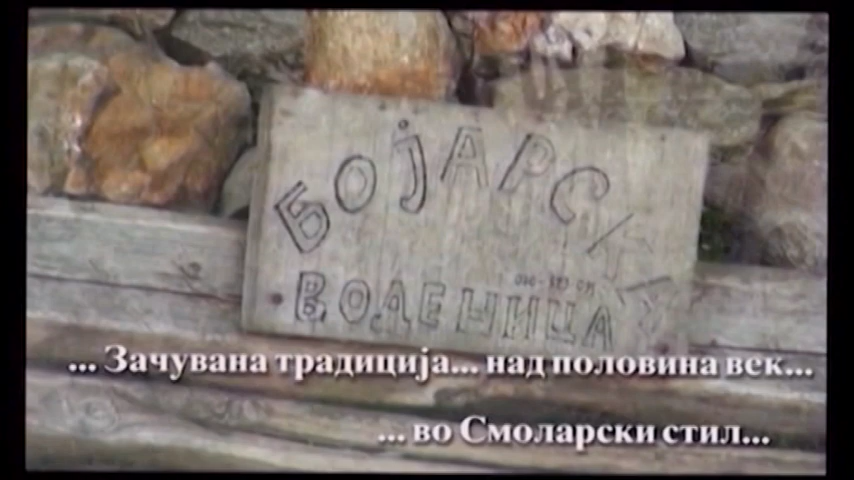 БОЈАРСКА
ВОДЕНИЦА
... Зачувана традиција... над половина век...
... во Смоларски стил...